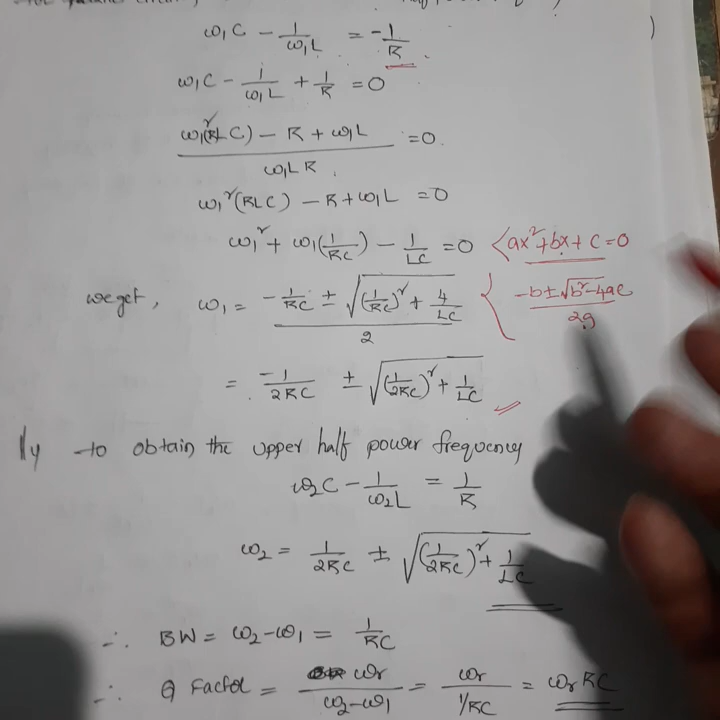 ω₁C − 1/ω₁L = −1/R
ω₁C − 1/ω₁L + 1/R = 0
(ω₁²(RLC) − R + ω₁L)/(ω₁LR) = 0
ω₁²(RLC) − R + ω₁L = 0
ω₁² + ω₁(1/RC) − 1/LC = 0 < ax² + bx + c = 0
we get, ω₁ = (−1/RC ± √((1/RC)² + 4/LC))/2 { (−b ± √(b² − 4ac))/2a
= −1/2RC ± √((1/2RC)² + 1/LC) ✓
||ly to obtain the upper half power frequency
ω₂C − 1/ω₂L = 1/R
ω₂ = 1/2RC ± √((1/2RC)² + 1/LC)
∴ BW = ω₂ − ω₁ = 1/RC
∴ Q Factor = ωr/(ω₂ − ω₁) = ωr/(1/RC) = ωr RC